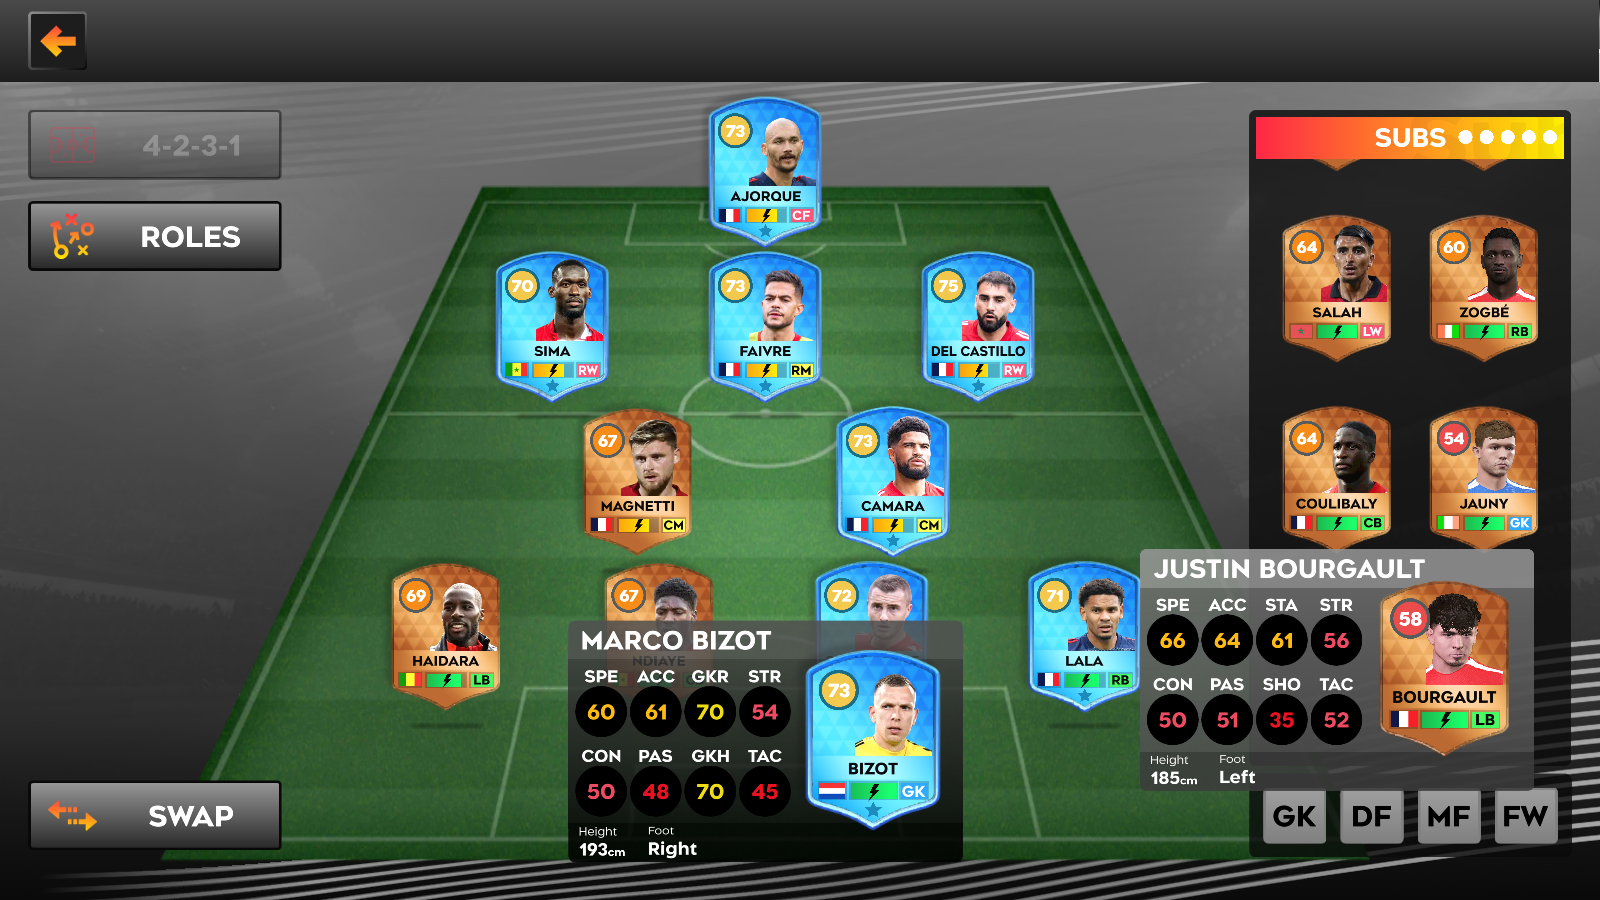 4-2-3-1
ROLES
SWAP
73
AJORQUE
CF
70
SIMA
RW
73
FAIVRE
RM
75
DEL CASTILLO
RW
67
MAGNETTI
CM
73
CAMARA
CM
69
HAIDARA
LB
67
NDIAYE
72
71
LALA
RB
MARCO BIZOT
SPE ACC GKR STR
60 61 70 54
CON PAS GKH TAC
50 48 70 45
Height Foot
193cm Right
73
BIZOT
GK
SUBS
64
SALAH
LW
60
ZOGBÉ
RB
64
COULIBALY
CB
54
JAUNY
GK
JUSTIN BOURGAULT
SPE ACC STA STR
66 64 61 56
CON PAS SHO TAC
50 51 35 52
Height Foot
185cm Left
58
BOURGAULT
LB
GK DF MF FW